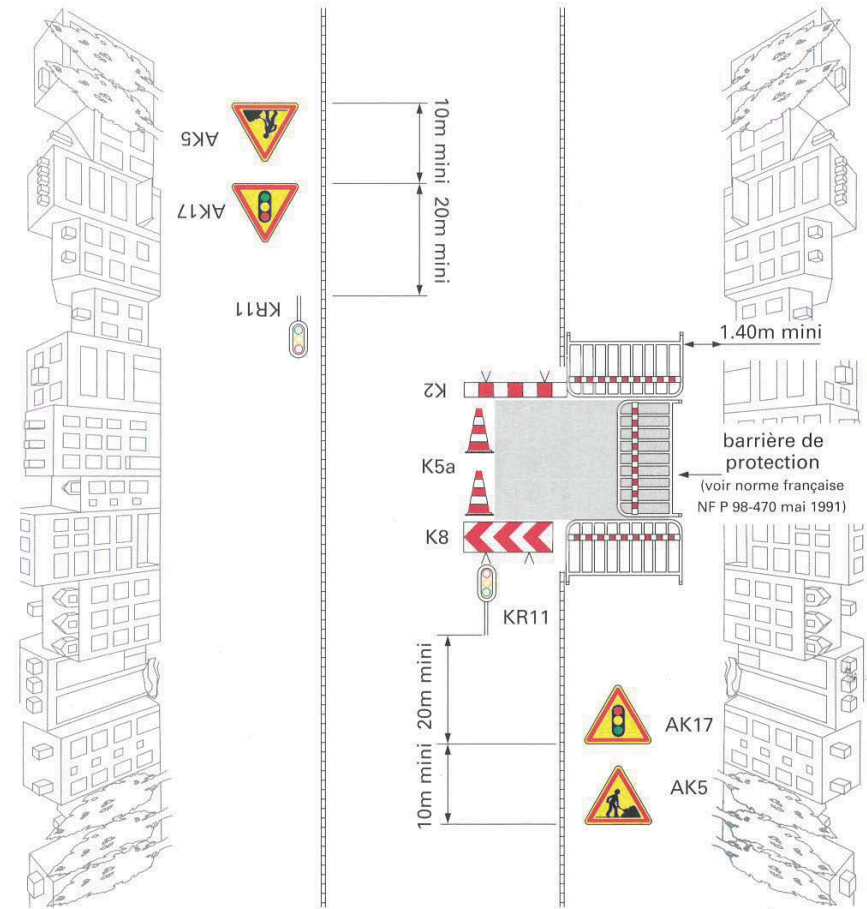 AK5
10m mini
AK17
20m mini
KR11
1.40m mini
K2
barrière de
protection
(voir norme française
NF P 98-470 mai 1991)
K5a
K8
KR11
20m mini
AK17
10m mini
AK5